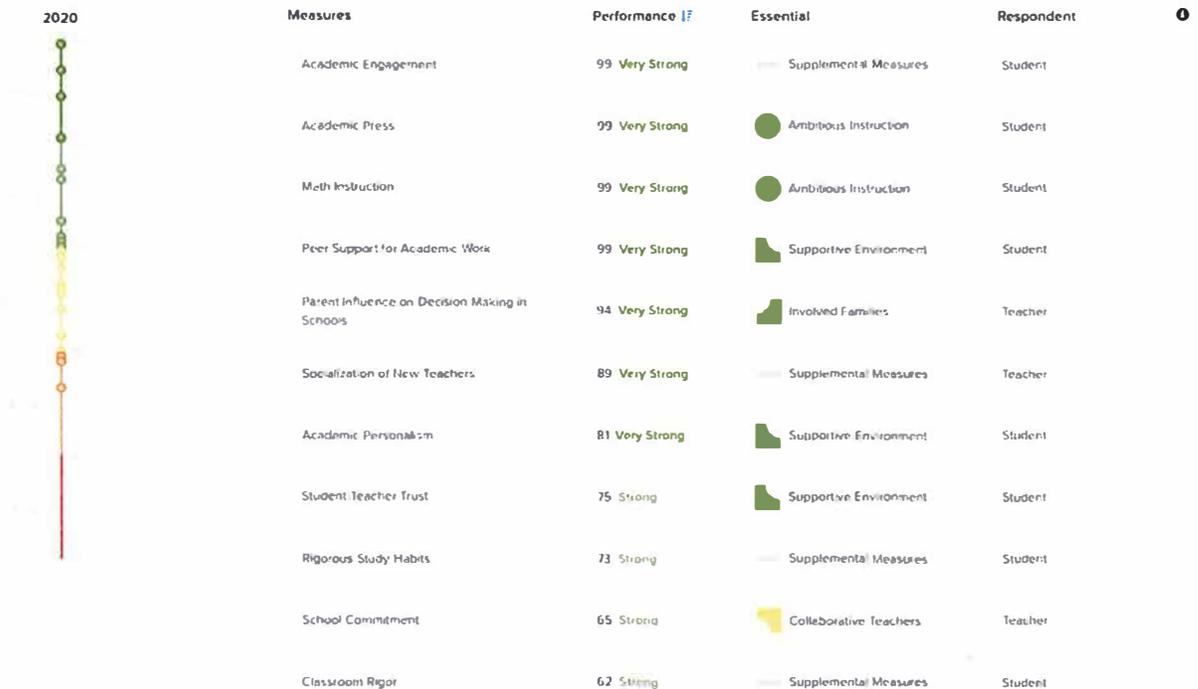 2020 Measures Performance Essential Respondent
Academic Engagement 99 Very Strong Supplemental Measures Student
Academic Press 99 Very Strong Ambitious Instruction Student
Math Instruction 99 Very Strong Ambitious Instruction Student
Peer Support for Academic Work 99 Very Strong Supportive Environment Student
Parent Influence on Decision Making in
Schools 94 Very Strong Involved Families Teacher
Socialization of New Teachers 89 Very Strong Supplemental Measures Teacher
Academic Personalism 81 Very Strong Supportive Environment Student
Student-Teacher Trust 75 Strong Supportive Environment Student
Rigorous Study Habits 73 Strong Supplemental Measures Student
School Commitment 65 Strong Collaborative Teachers Teacher
Classroom Rigor 62 Strong Supplemental Measures Student